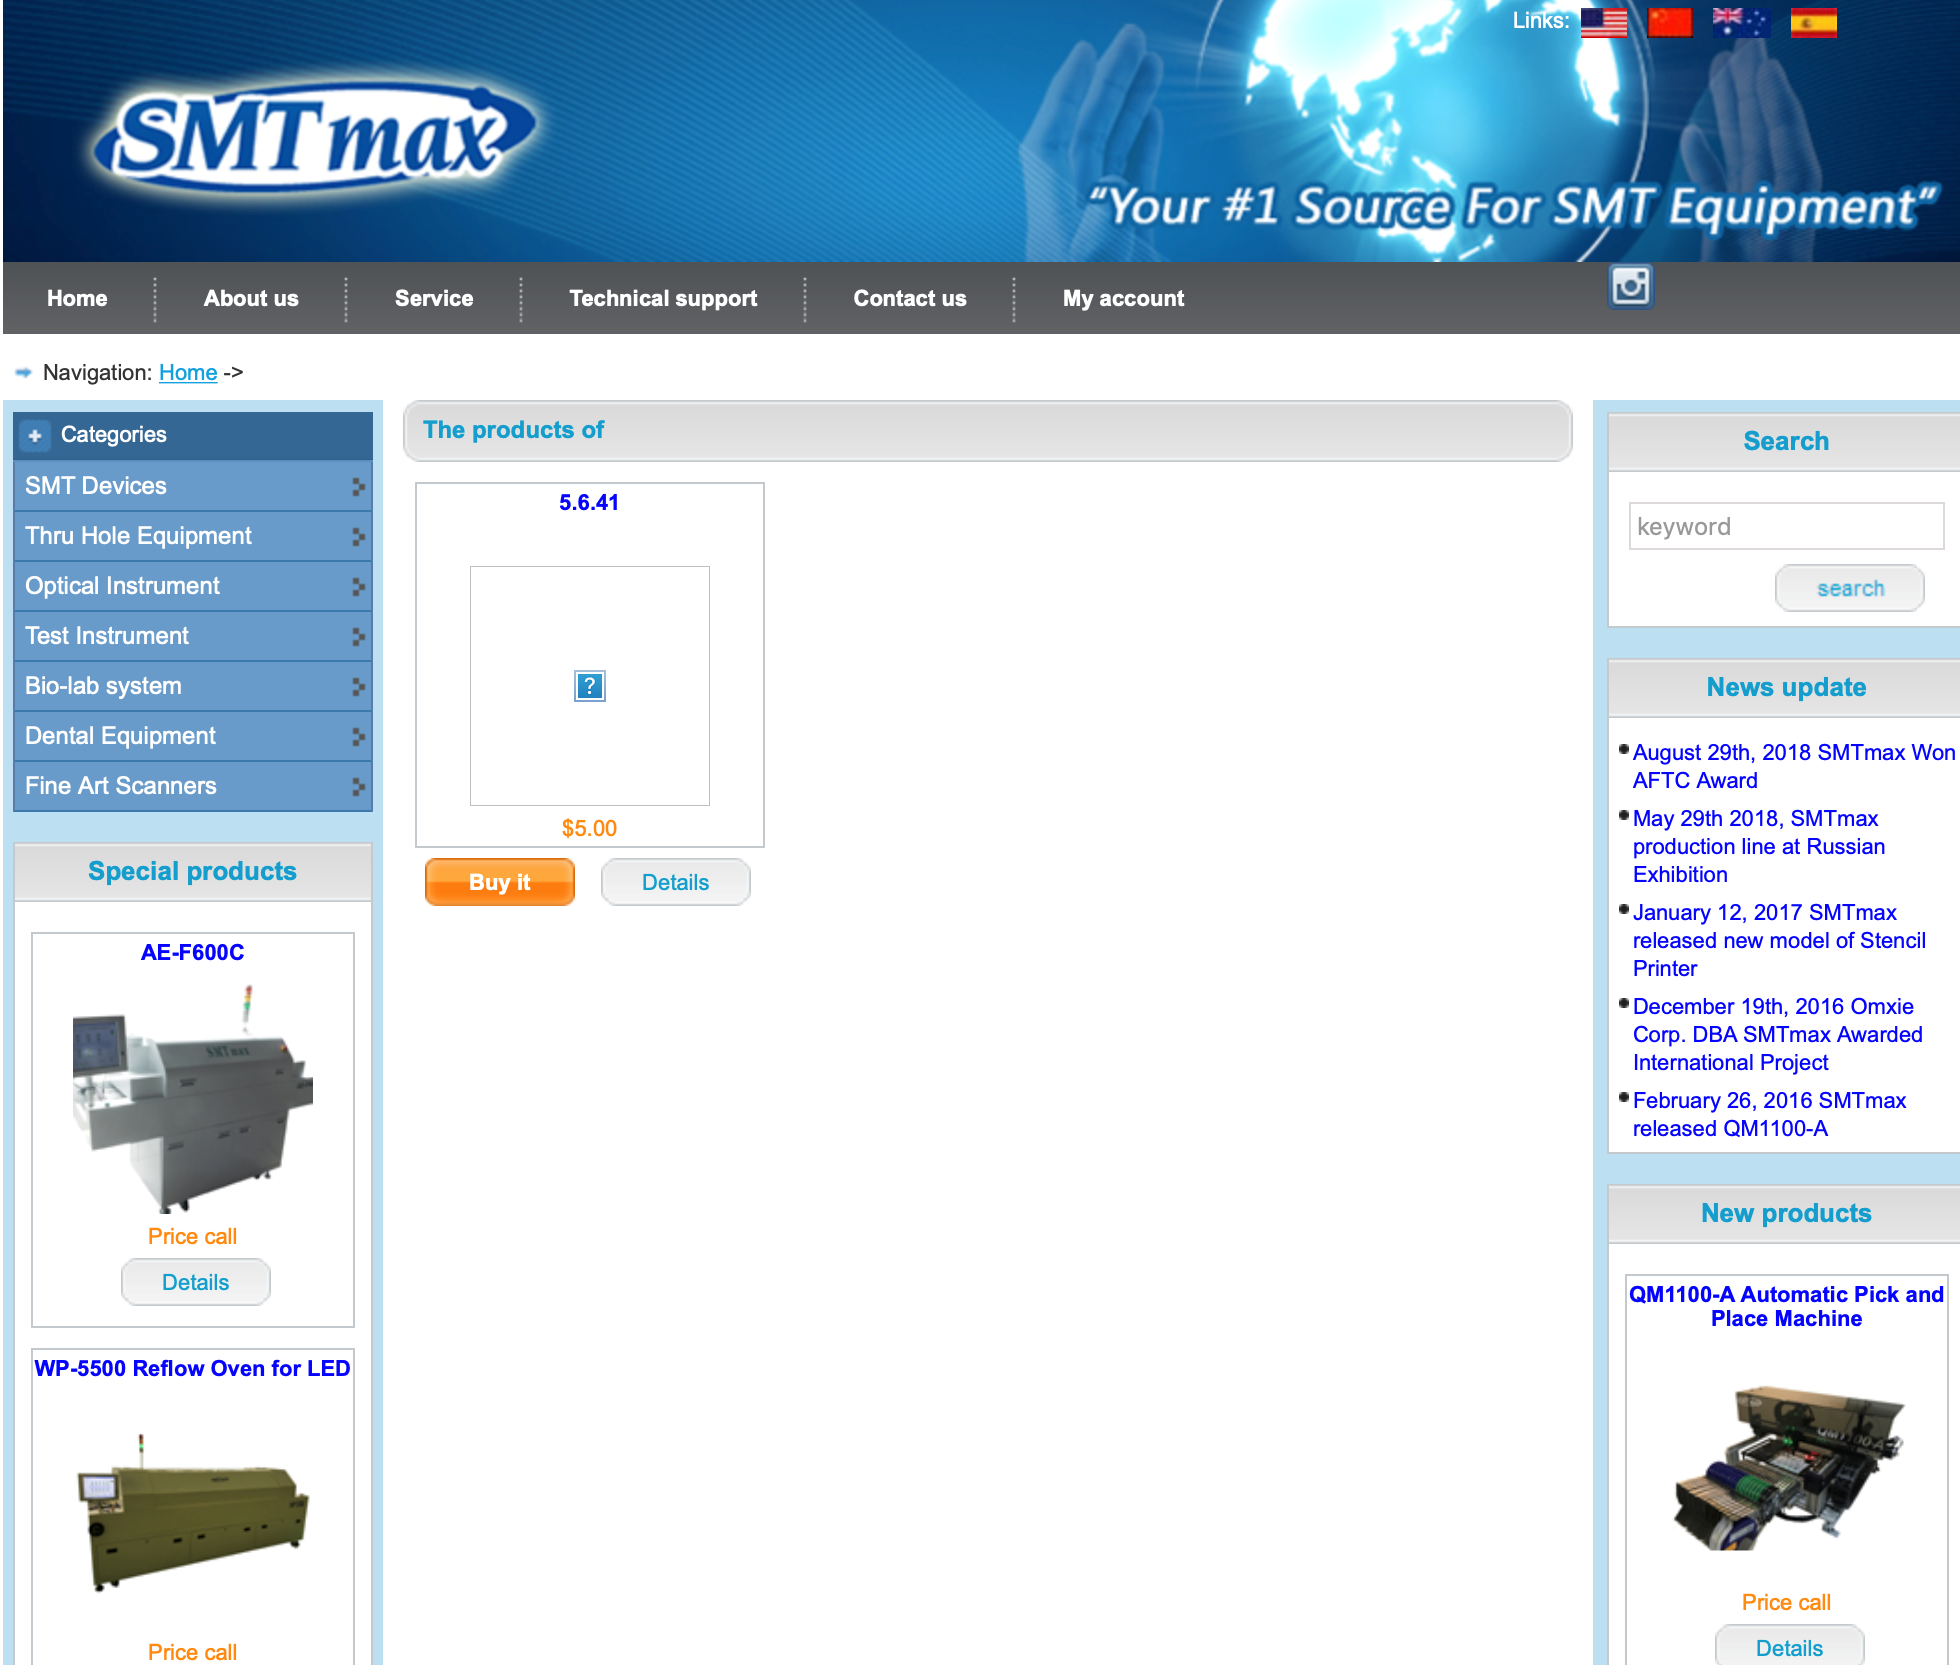 Links:
SMTmax
“Your #1 Source For SMT Equipment“
Home
About us
Service
Technical support
Contact us
My account
Navigation: Home ->
Categories
SMT Devices
Thru Hole Equipment
Optical Instrument
Test Instrument
Bio-lab system
Dental Equipment
Fine Art Scanners
Special products
AE-F600C
SMTmax
Price call
Details
WP-5500 Reflow Oven for LED
Price call
The products of
5.6.41
?
$5.00
Buy it
Details
Search
keyword
search
News update
August 29th, 2018 SMTmax Won
AFTC Award
May 29th 2018, SMTmax
production line at Russian
Exhibition
January 12, 2017 SMTmax
released new model of Stencil
Printer
December 19th, 2016 Omxie
Corp. DBA SMTmax Awarded
International Project
February 26, 2016 SMTmax
released QM1100-A
New products
QM1100-A Automatic Pick and
Place Machine
QM1100-A
Price call
Details